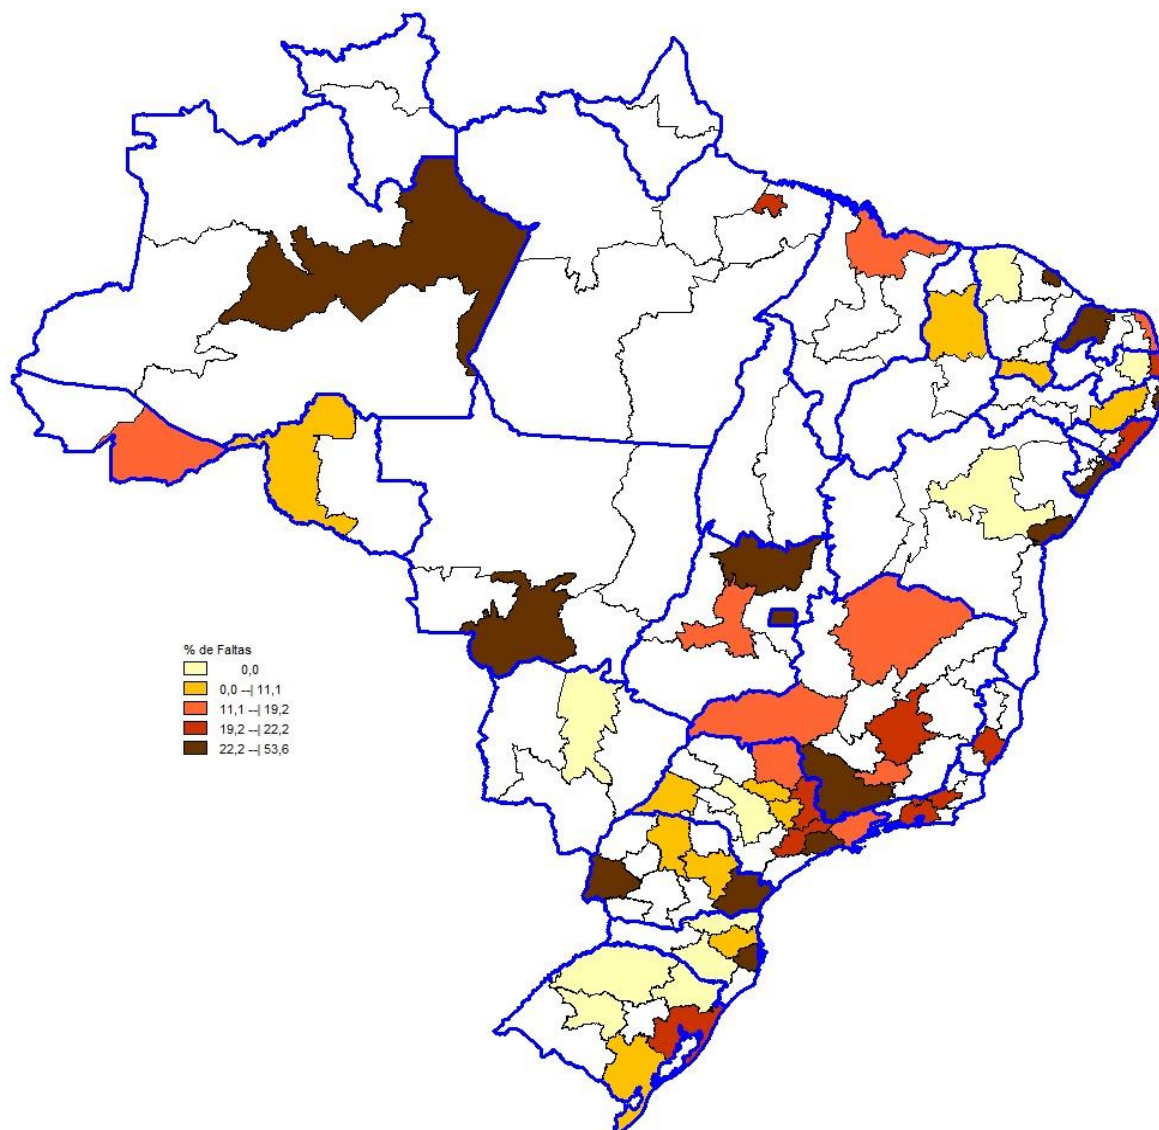 % de Faltas
0,0
0,0 --| 11,1
11,1 --| 19,2
19,2 --| 22,2
22,2 --| 53,6